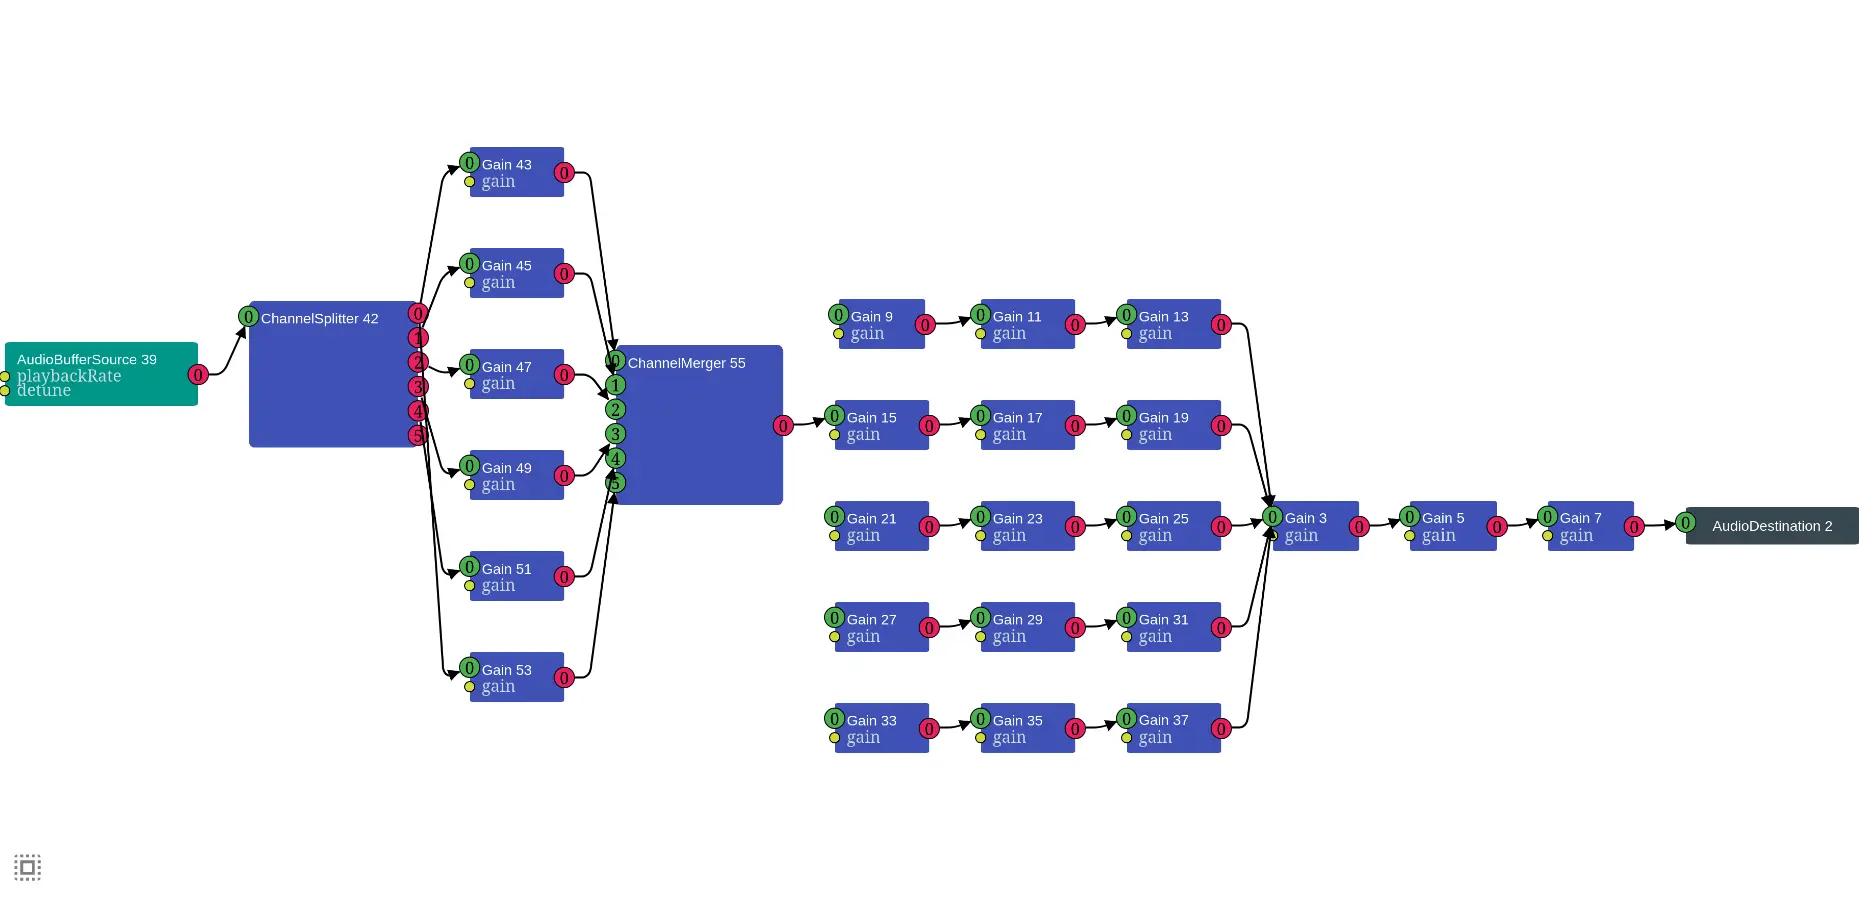 AudioBufferSource 39
playbackRate
detune
0
0
ChannelSplitter 42
0
1
2
3
4
5
0
Gain 43
gain
0
0
Gain 45
gain
0
0
Gain 47
gain
0
0
Gain 49
gain
0
0
Gain 51
gain
0
0
Gain 53
gain
0
0
ChannelMerger 55
1
2
3
4
5
0
0
Gain 9
gain
0
0
Gain 11
gain
0
0
Gain 13
gain
0
0
Gain 15
gain
0
0
Gain 17
gain
0
0
Gain 19
gain
0
0
Gain 21
gain
0
0
Gain 23
gain
0
0
Gain 25
gain
0
0
Gain 27
gain
0
0
Gain 29
gain
0
0
Gain 31
gain
0
0
Gain 33
gain
0
0
Gain 35
gain
0
0
Gain 37
gain
0
0
Gain 3
gain
0
0
Gain 5
gain
0
0
Gain 7
gain
0
0
AudioDestination 2